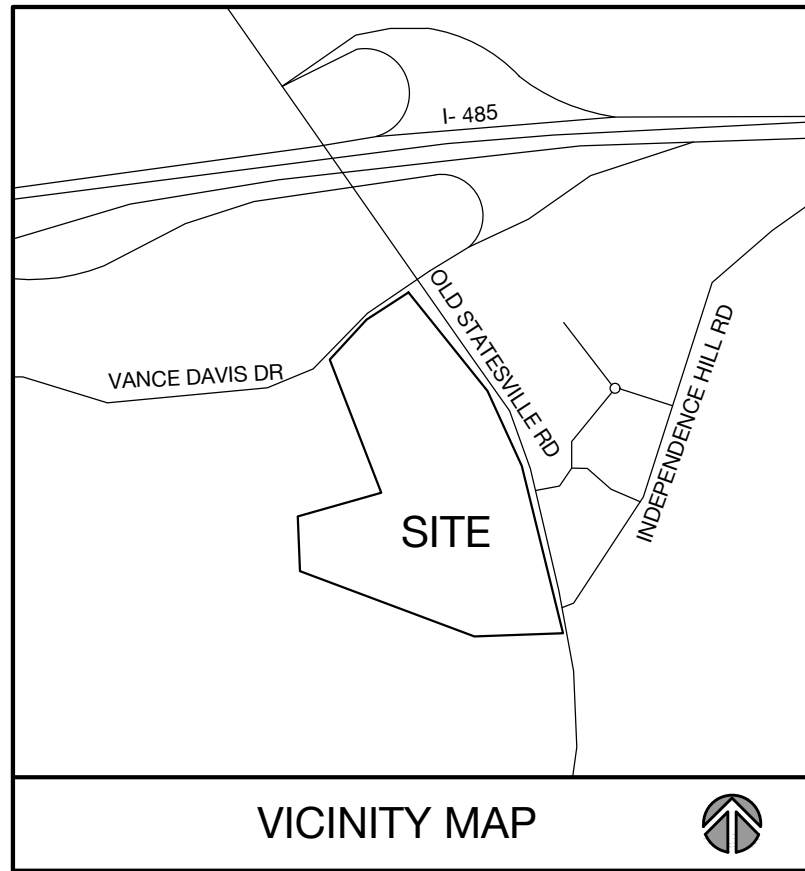 I- 485
OLD STATESVILLE RD
VANCE DAVIS DR
INDEPENDENCE HILL RD
SITE
VICINITY MAP